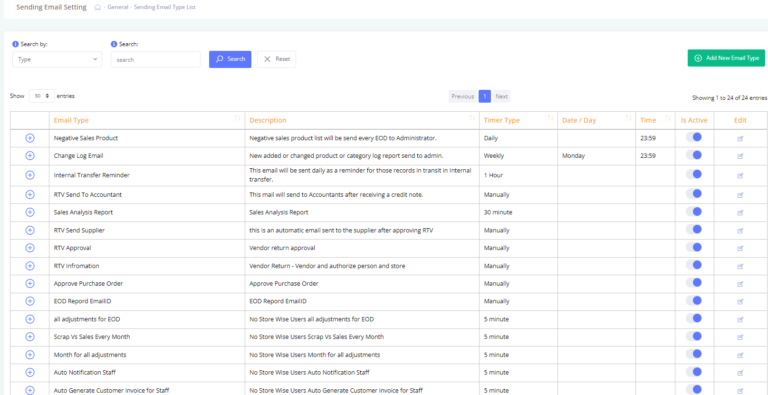 Sending Email Setting - General - Sending Email Type List
Search by: Search:
Type search Search Reset Add New Email Type
Show 50 entries Previous 1 Next Showing 1 to 24 of 24 entries
Email Type Description Timer Type Date / Day Time Is Active Edit
Negative Sales Product Negative sales product list will be send every EOD to Administrator. Daily 23:59
Change Log Email New added or changed product or category log report send to admin. Weekly Monday 23:59
Internal Transfer Reminder This email will be sent daily as a reminder for those records in transit in internal transfer. 1 Hour
RTV Send To Accountant This mail will send to Accountants after receiving a credit note. Manually
Sales Analysis Report Sales Analysis Report 30 minute
RTV Send Supplier this is an automatic email sent to the supplier after approving RTV Manually
RTV Approval Vendor return approval Manually
RTV Infromation Vendor Return - Vendor and authorize person and store Manually
Approve Purchase Order Approve Purchase Order Manually
EOD Repord EmailID EOD Repord EmailID Manually
all adjustments for EOD No Store Wise Users all adjustments for EOD 5 minute
Scrap Vs Sales Every Month No Store Wise Users Scrap Vs Sales Every Month 5 minute
Month for all adjustments No Store Wise Users Month for all adjustments 5 minute
Auto Notification Staff No Store Wise Users Auto Notification Staff 5 minute
Auto Generate Customer Invoice for Staff No Store Wise Users Auto Generate Customer Invoice for Staff 5 minute